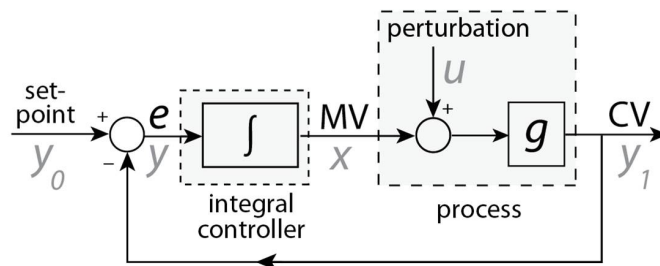 perturbation
u
set-
point
+
e
MV
+
CV
∫
g
y0
−
y
x
y1
integral
controller
process